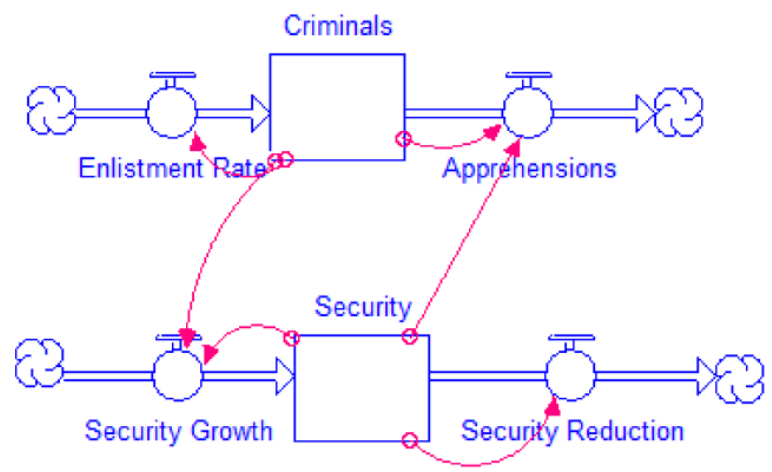 Criminals
Enlistment Rate
Apprehensions
Security
Security Growth
Security Reduction